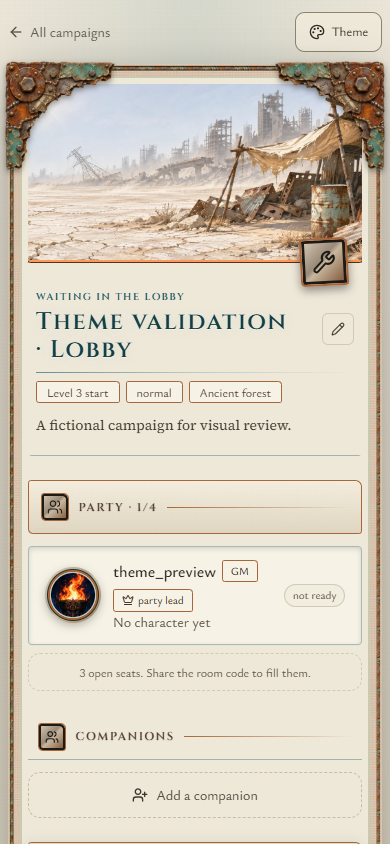 All campaigns
Theme
WAITING IN THE LOBBY
THEME VALIDATION
· LOBBY
Level 3 start
normal
Ancient forest
A fictional campaign for visual review.
PARTY · 1/4
theme_preview GM
party lead
not ready
No character yet
3 open seats. Share the room code to fill them.
COMPANIONS
Add a companion